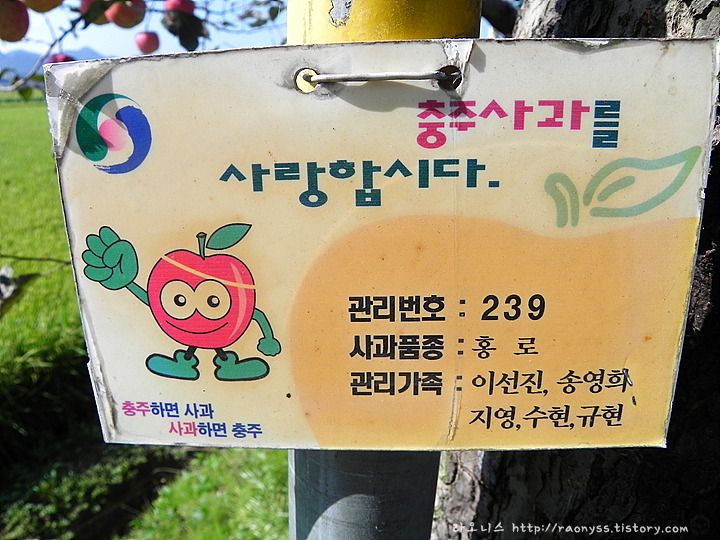 충주사과를
사랑합시다.
관리번호 : 239
사과품종 : 홍 로
관리가족 : 이선진, 송영희
지영,수현,규현
충주하면 사과
사과하면 충주
라오니스 http://raonyss.tistory.com